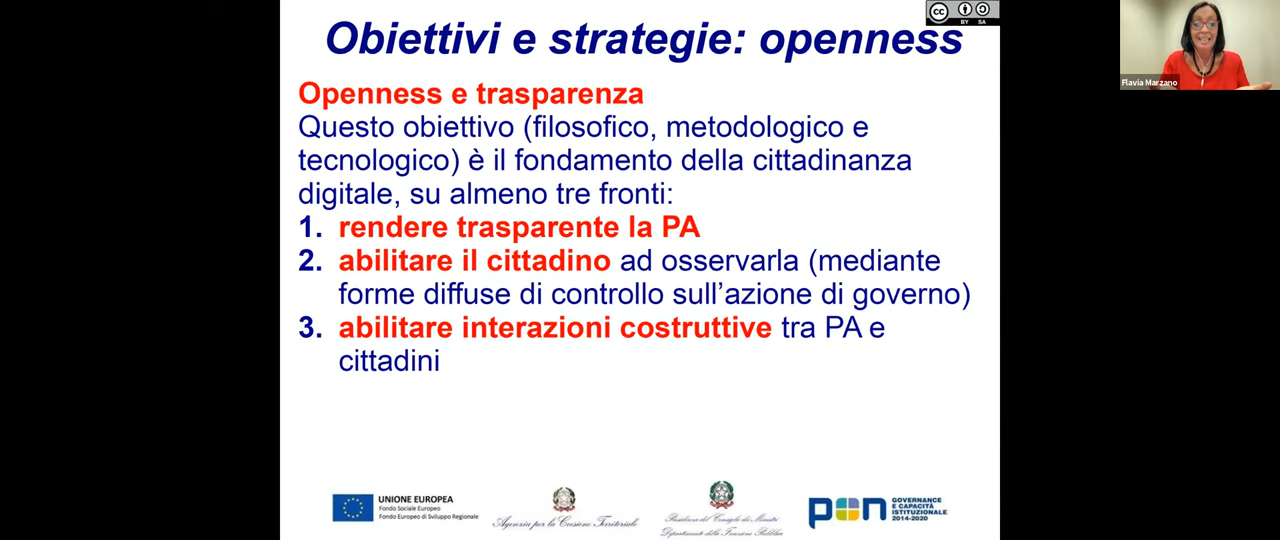 Obiettivi e strategie: openness
cc
BY SA
Flavia Marzano
Openness e trasparenza
Questo obiettivo (filosofico, metodologico e
tecnologico) è il fondamento della cittadinanza
digitale, su almeno tre fronti:
1. rendere trasparente la PA
2. abilitare il cittadino ad osservarla (mediante
forme diffuse di controllo sull’azione di governo)
3. abilitare interazioni costruttive tra PA e
cittadini
UNIONE EUROPEA
Fondo Sociale Europeo
Fondo Europeo di Sviluppo Regionale
Agenzia per la Coesione Territoriale
Presidenza del Consiglio dei Ministri
Dipartimento della Funzione Pubblica
pon
GOVERNANCE
E CAPACITÀ
ISTITUZIONALE
2014-2020